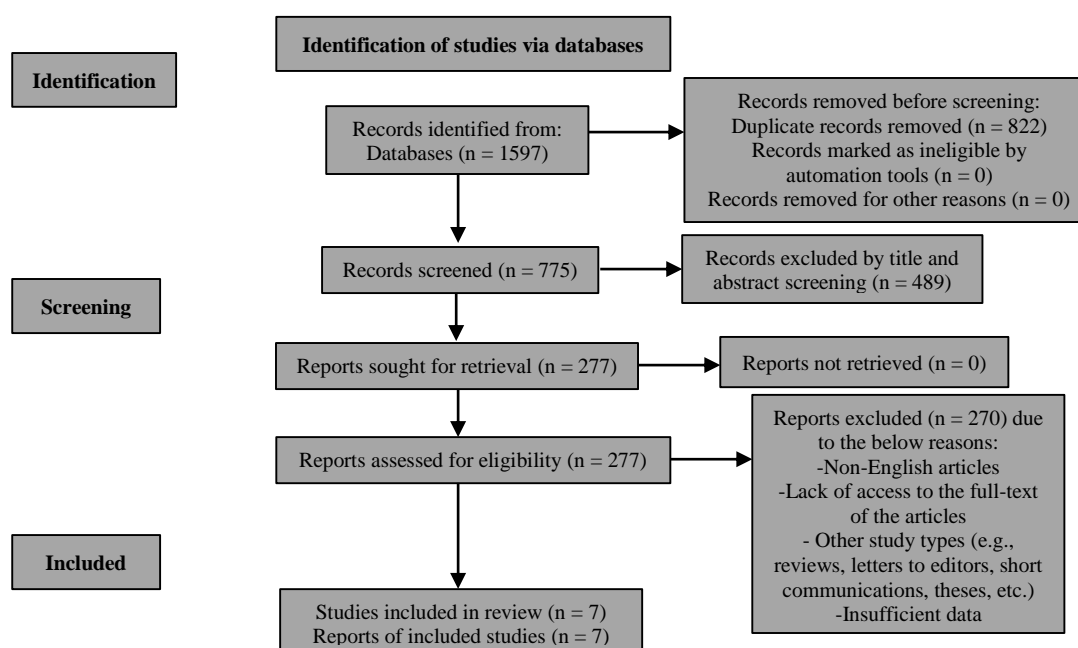 Identification of studies via databases
Identification
Records identified from:
Databases (n = 1597)
Records removed before screening:
Duplicate records removed (n = 822)
Records marked as ineligible by
automation tools (n = 0)
Records removed for other reasons (n = 0)
Screening
Records screened (n = 775)
Records excluded by title and
abstract screening (n = 489)
Reports sought for retrieval (n = 277)
Reports not retrieved (n = 0)
Reports assessed for eligibility (n = 277)
Reports excluded (n = 270) due
to the below reasons:
-Non-English articles
-Lack of access to the full-text
of the articles
- Other study types (e.g.,
reviews, letters to editors, short
communications, theses, etc.)
-Insufficient data
Included
Studies included in review (n = 7)
Reports of included studies (n = 7)